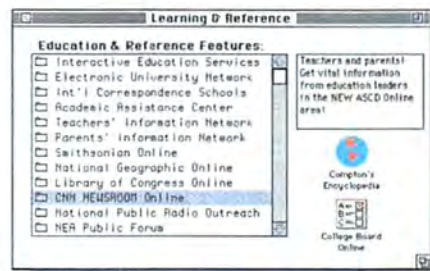 Learning & Reference
Education & Reference Features:
Interactive Education Services
Electronic University Network
Int'l Correspondence Schools
Academic Assistance Center
Teachers' Information Network
Parents' Information Network
Smithsonian Online
National Geographic Online
Library of Congress Online
CNN NEWSROOM Online
National Public Radio Outreach
NEA Public Forum
Teachers and parents!
Get vital information
from education leaders
in the NEW ASCD Online
area!
Compton's
Encyclopedia
A
B
C
College Board
Online